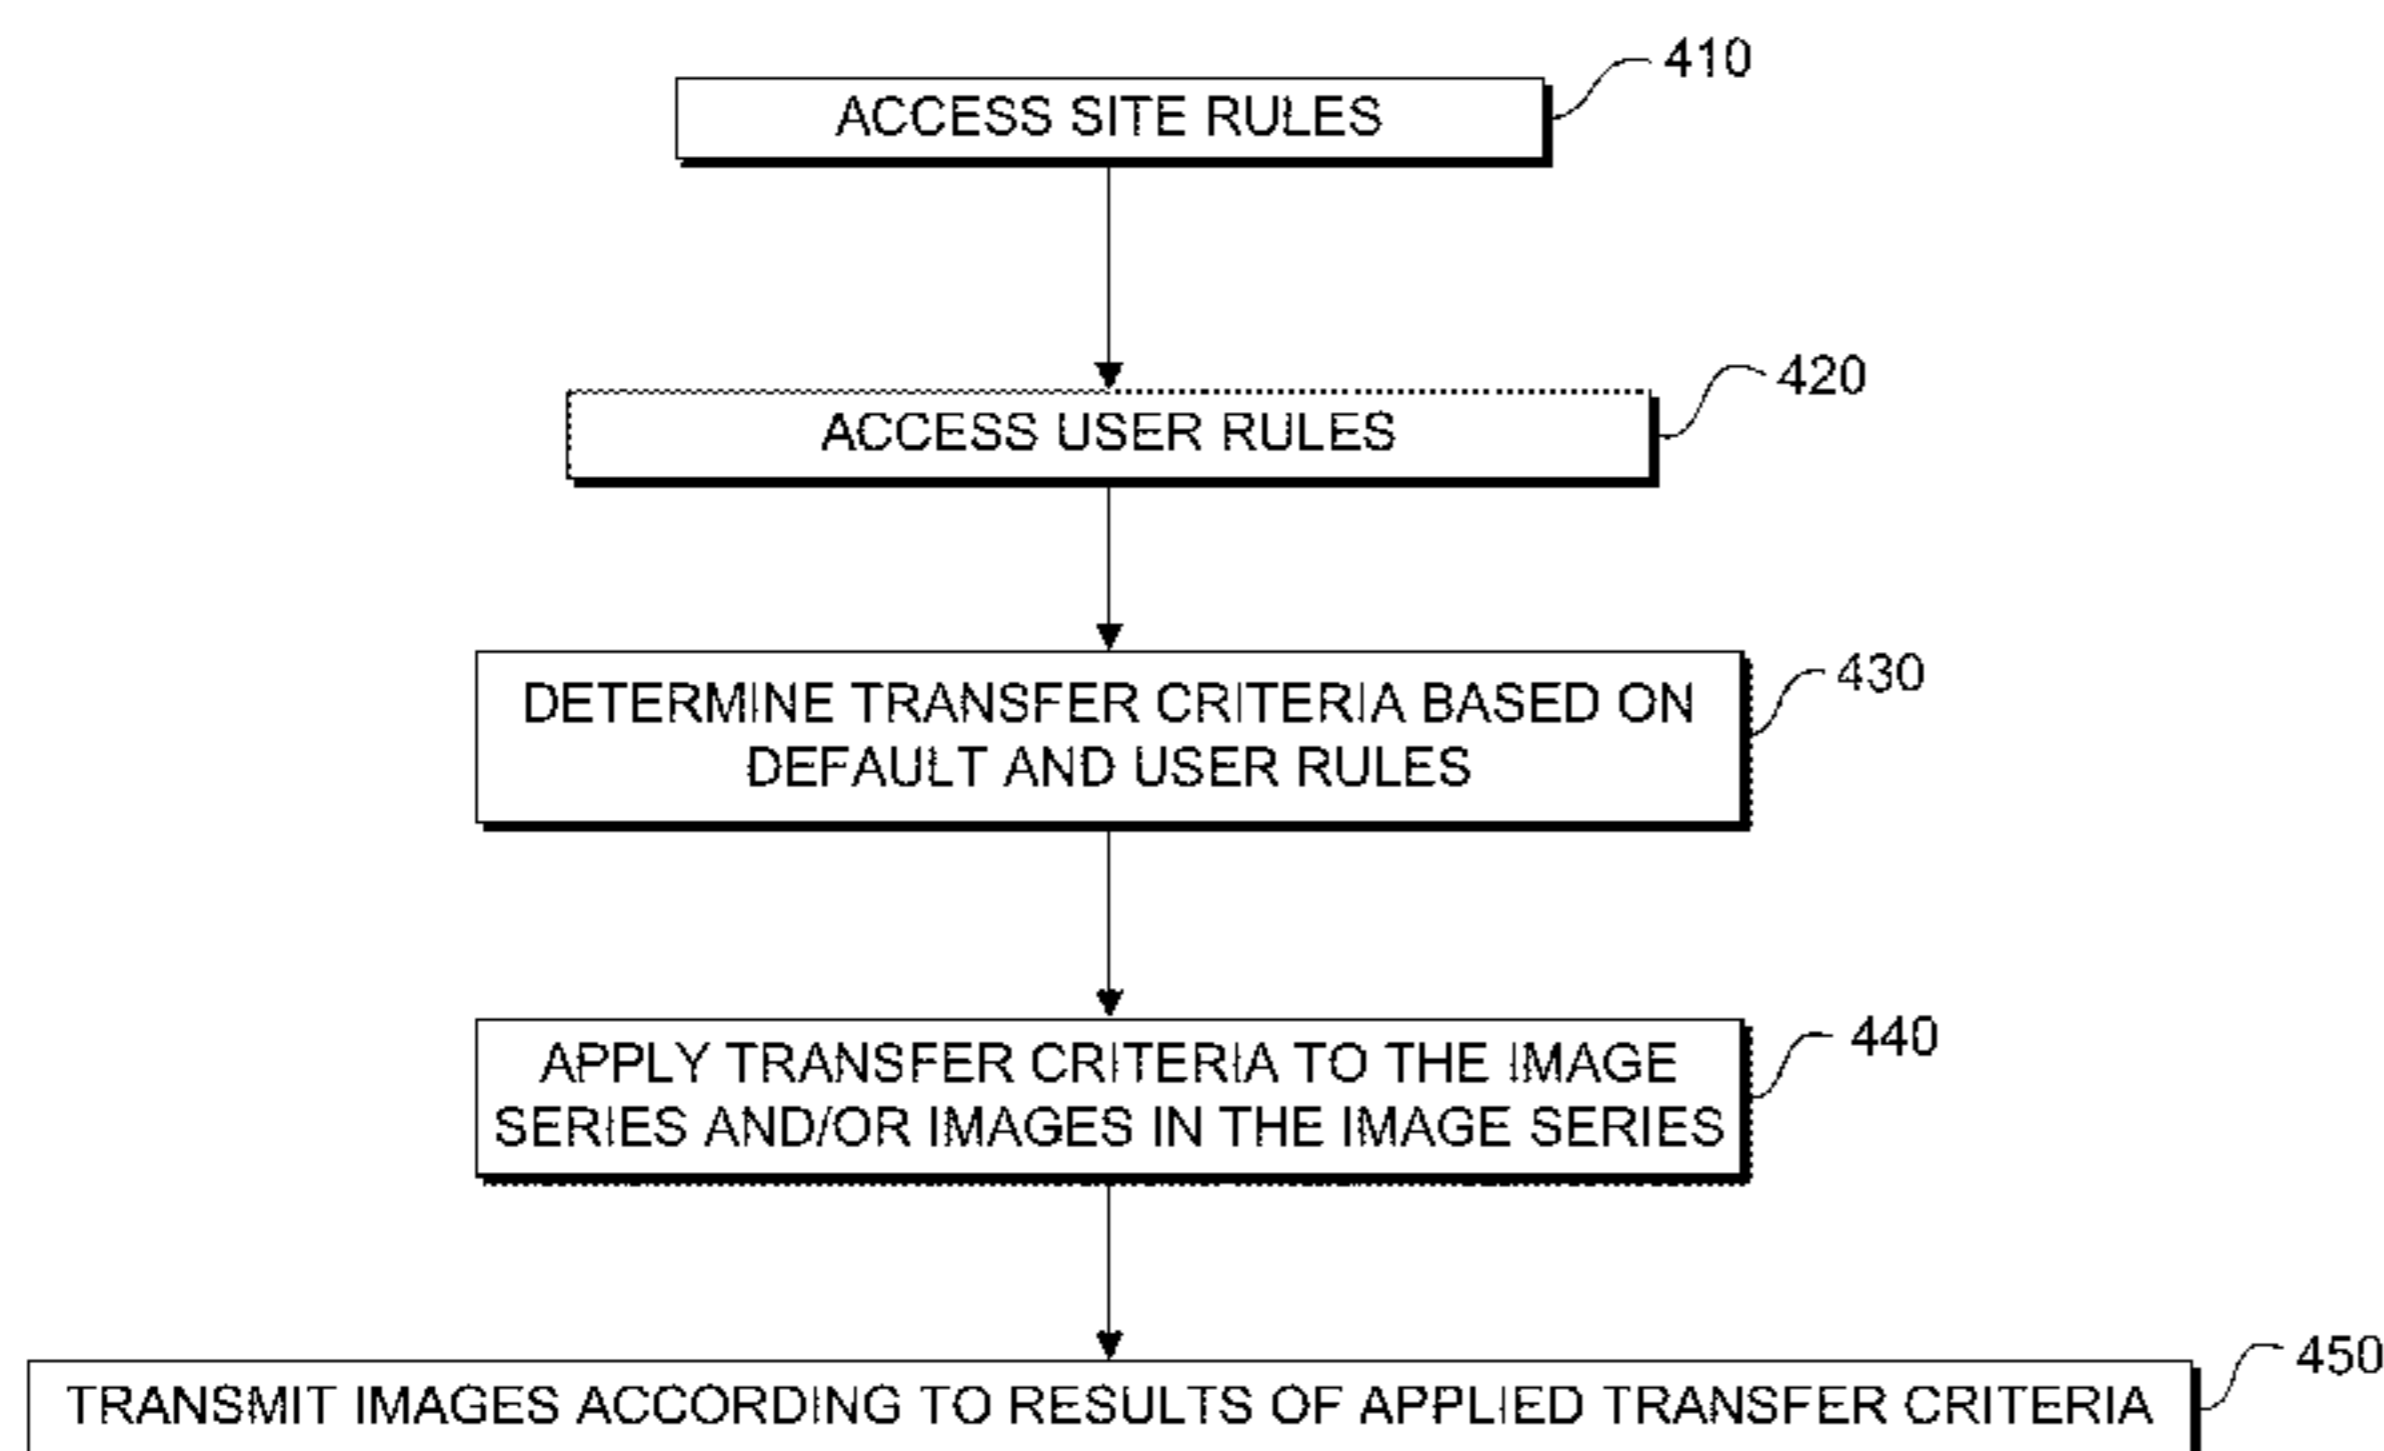 410
ACCESS SITE RULES
420
ACCESS USER RULES
430
DETERMINE TRANSFER CRITERIA BASED ON
DEFAULT AND USER RULES
440
APPLY TRANSFER CRITERIA TO THE IMAGE
SERIES AND/OR IMAGES IN THE IMAGE SERIES
450
TRANSMIT IMAGES ACCORDING TO RESULTS OF APPLIED TRANSFER CRITERIA